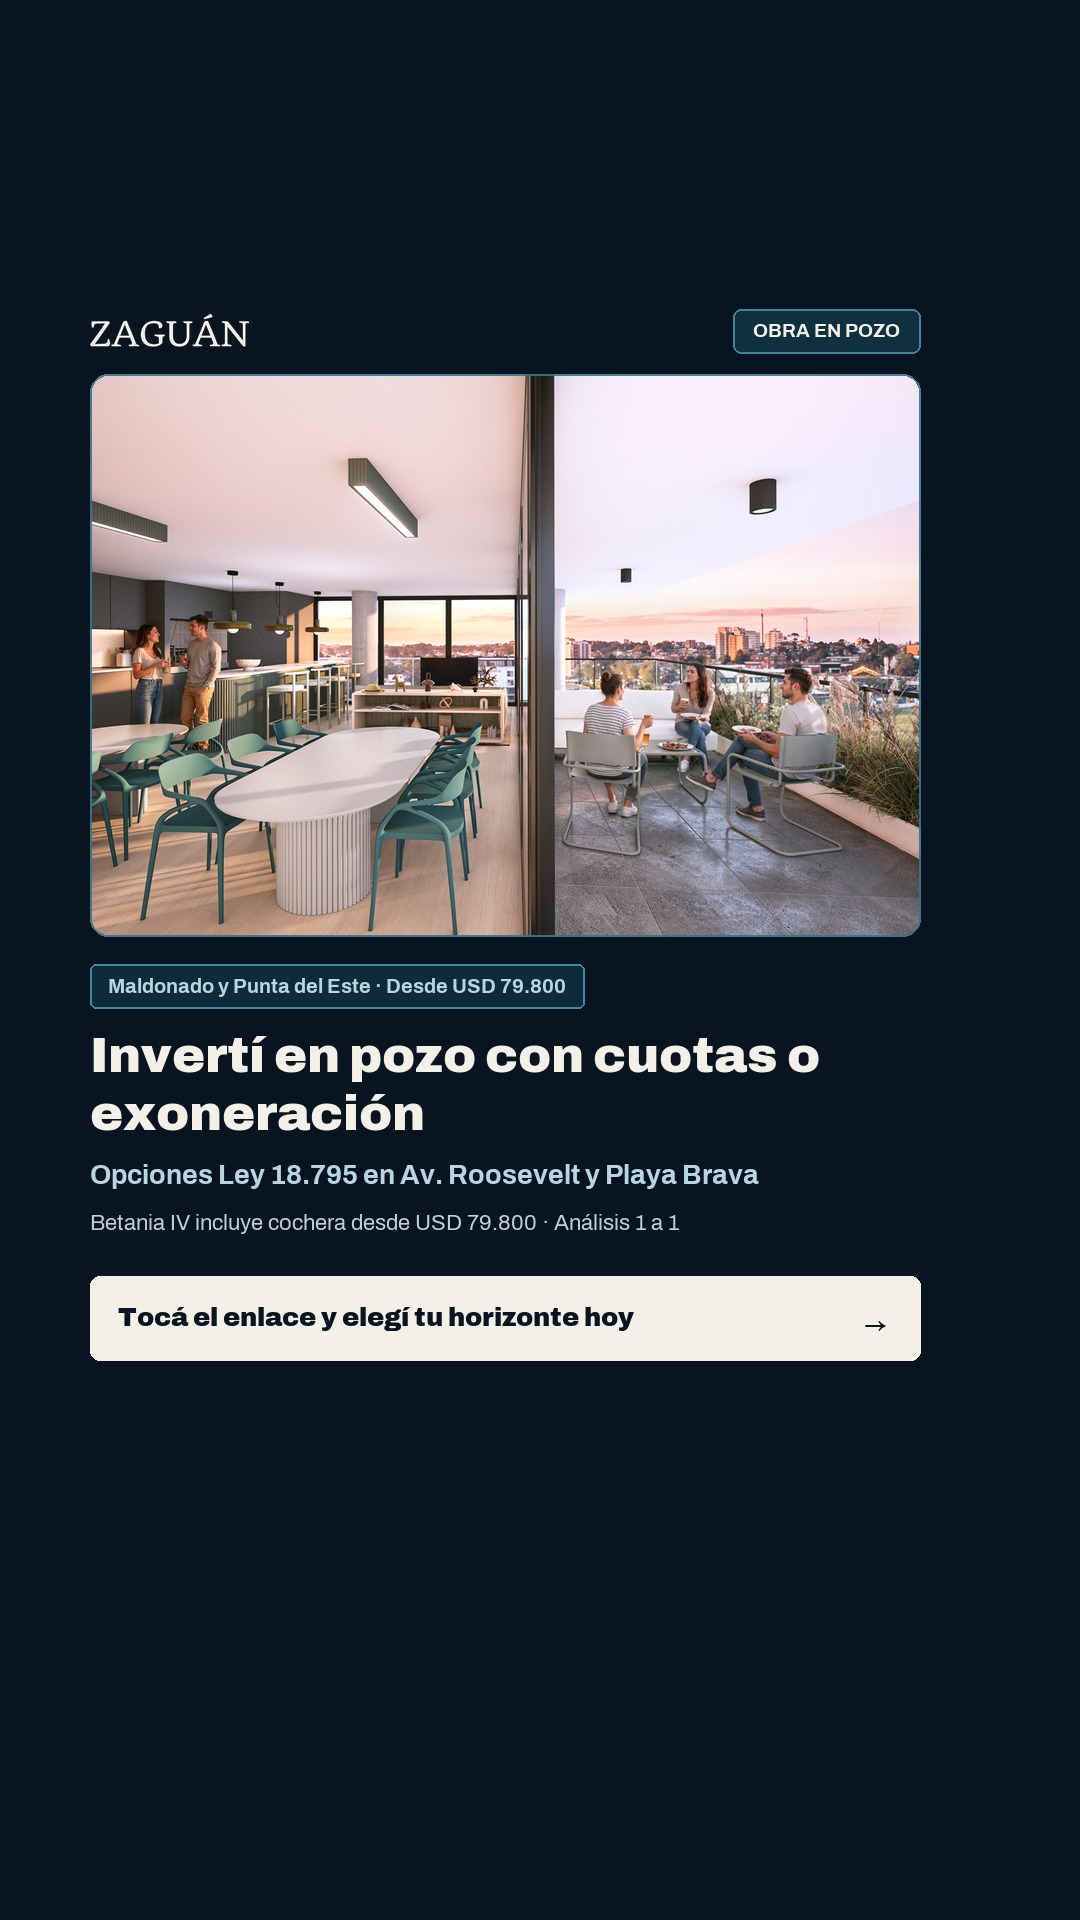 ZAGUÁN
OBRA EN POZO
Maldonado y Punta del Este · Desde USD 79.800
Invertí en pozo con cuotas o
exoneración
Opciones Ley 18.795 en Av. Roosevelt y Playa Brava
Betania IV incluye cochera desde USD 79.800 · Análisis 1 a 1
Tocá el enlace y elegí tu horizonte hoy →